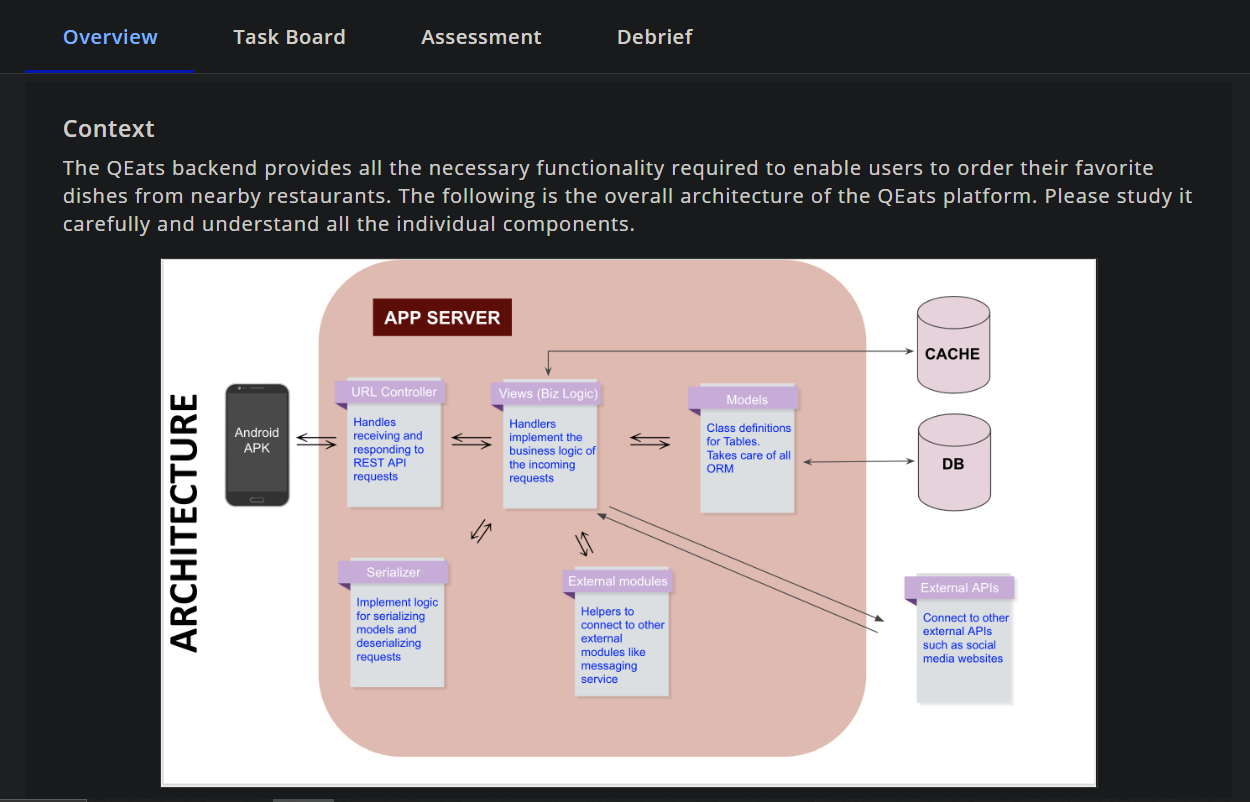 Overview Task Board Assessment Debrief
Context
The QEats backend provides all the necessary functionality required to enable users to order their favorite
dishes from nearby restaurants. The following is the overall architecture of the QEats platform. Please study it
carefully and understand all the individual components.
ARCHITECTURE
APP SERVER
Android
APK
URL Controller
Handles
receiving and
responding to
REST API
requests
Views (Biz Logic)
Handlers
implement the
business logic of
the incoming
requests
Models
Class definitions
for Tables.
Takes care of all
ORM
CACHE
DB
Serializer
Implement logic
for serializing
models and
deserializing
requests
External modules
Helpers to
connect to other
external
modules like
messaging
service
External APIs
Connect to other
external APIs
such as social
media websites